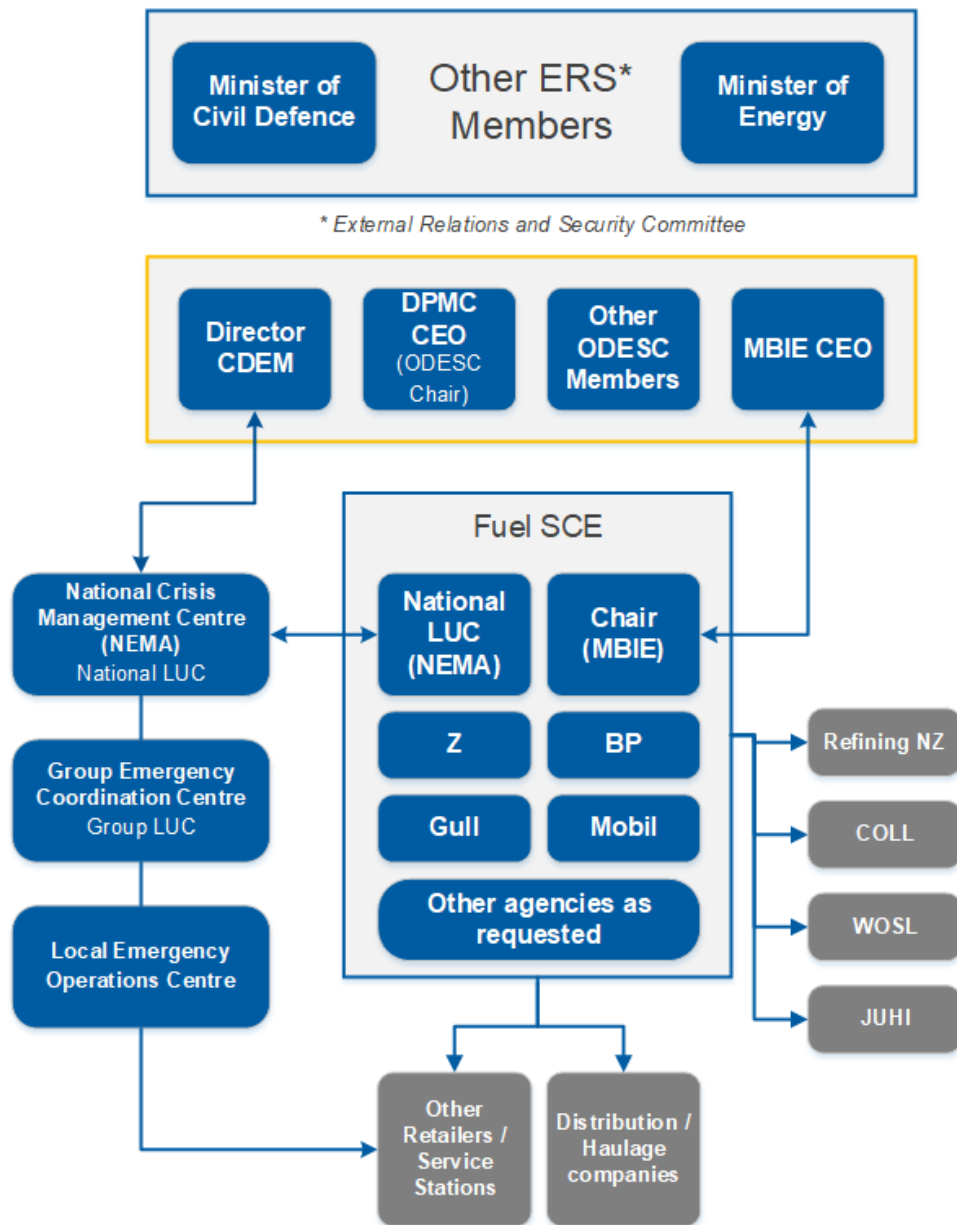 Minister of
Civil Defence
Other ERS*
Members
Minister of
Energy
* External Relations and Security Committee
Director
CDEM
DPMC
CEO
(ODESC
Chair)
Other
ODESC
Members
MBIE CEO
Fuel SCE
National Crisis
Management Centre
(NEMA)
National LUC
National
LUC
(NEMA)
Chair
(MBIE)
Z
BP
Refining NZ
Group Emergency
Coordination Centre
Group LUC
Gull
Mobil
COLL
Other agencies as
requested
WOSL
Local Emergency
Operations Centre
JUHI
Other
Retailers /
Service
Stations
Distribution /
Haulage
companies